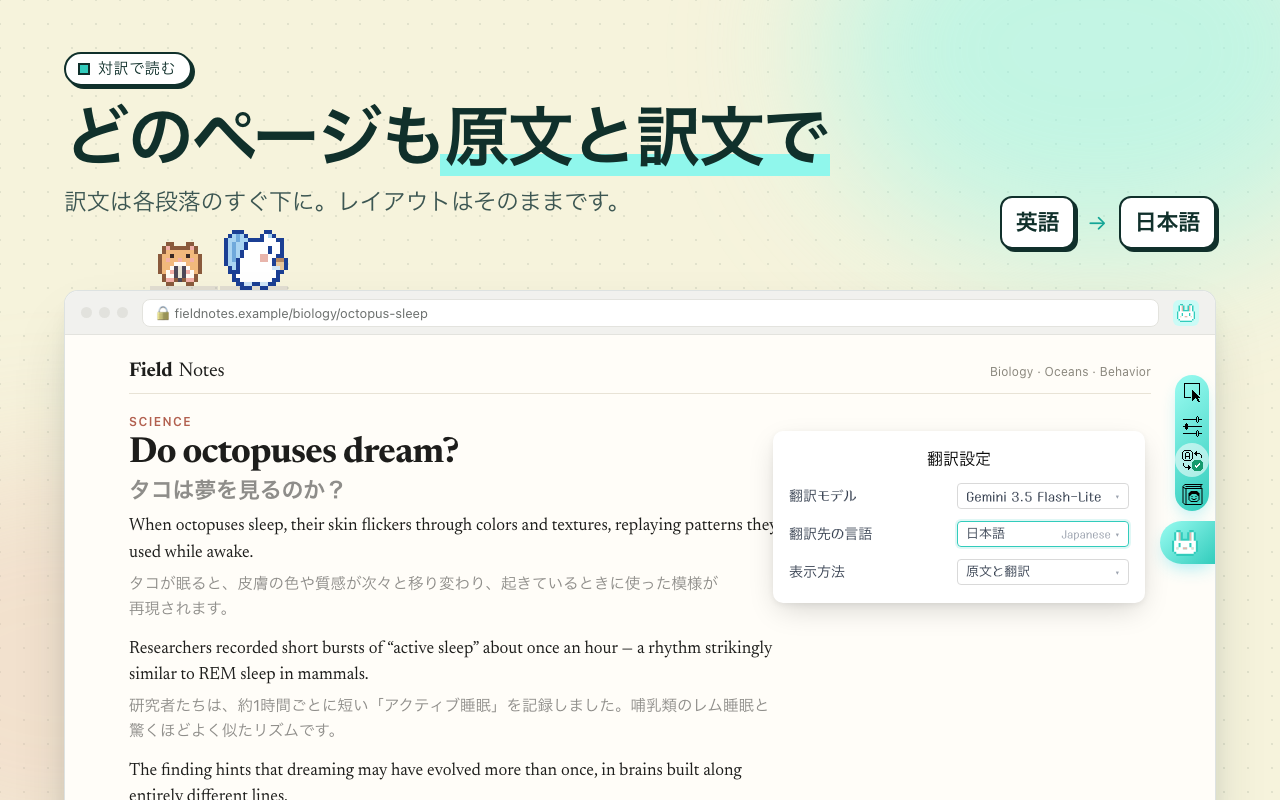 対訳で読む
どのページも原文と訳文で
訳文は各段落のすぐ下に。レイアウトはそのままです。
英語 → 日本語
fieldnotes.example/biology/octopus-sleep
Field Notes
Biology · Oceans · Behavior
SCIENCE
Do octopuses dream?
タコは夢を見るのか？
When octopuses sleep, their skin flickers through colors and textures, replaying patterns they
used while awake.
タコが眠ると、皮膚の色や質感が次々と移り変わり、起きているときに使った模様が
再現されます。
Researchers recorded short bursts of “active sleep” about once an hour — a rhythm strikingly
similar to REM sleep in mammals.
研究者たちは、約1時間ごとに短い「アクティブ睡眠」を記録しました。哺乳類のレム睡眠と
驚くほどよく似たリズムです。
The finding hints that dreaming may have evolved more than once, in brains built along
entirely different lines.
翻訳設定
翻訳モデル Gemini 3.5 Flash-Lite
翻訳先の言語 日本語 Japanese
表示方法 原文と翻訳